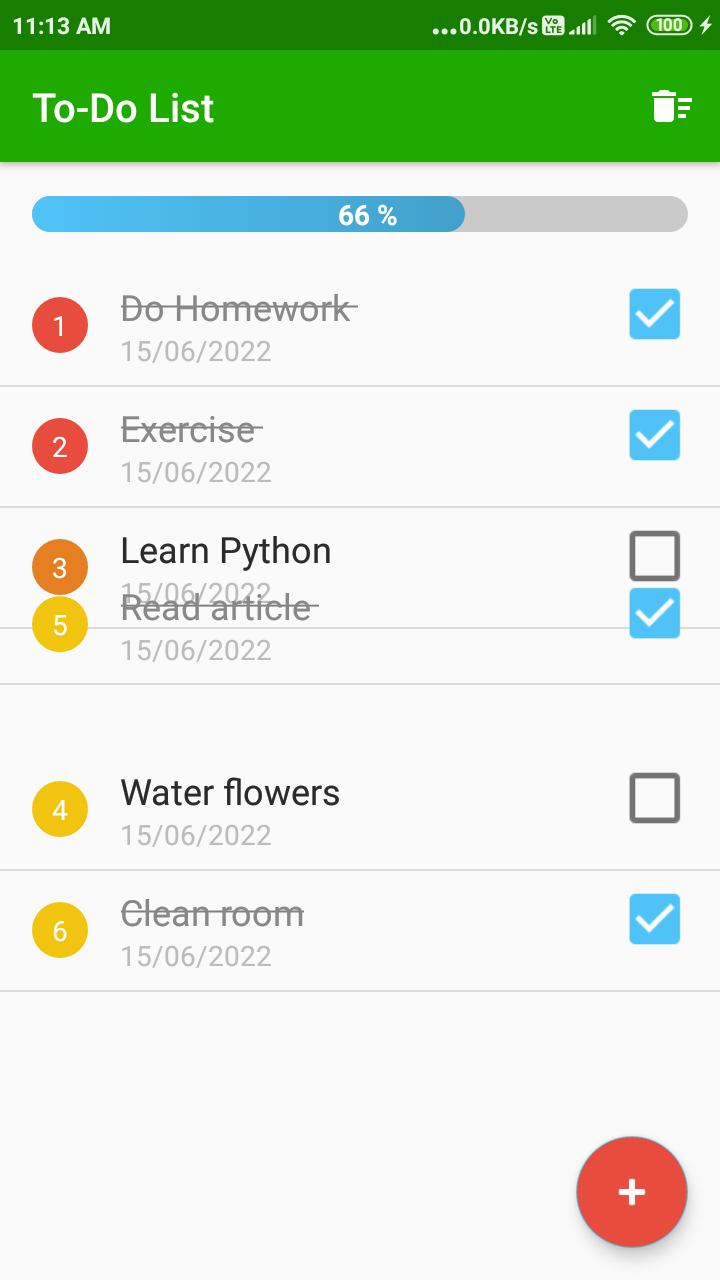 11:13 AM ...0.0KB/s Vo LTE 100
To-Do List
66 %
1 Do Homework
15/06/2022
2 Exercise
15/06/2022
3 Learn Python
15/06/2022
5 Read article
15/06/2022
4 Water flowers
15/06/2022
6 Clean room
15/06/2022
+